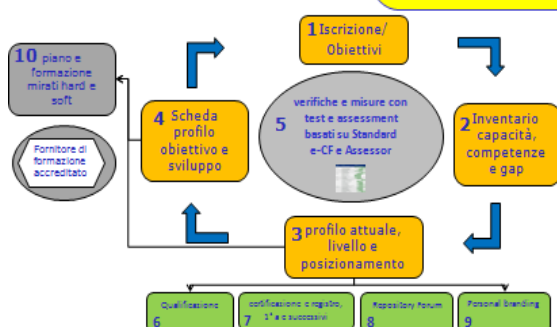 1 Iscrizione/
Obiettivi
10 piano e
formazione
mirati hard e
soft
4 Scheda
profilo
obiettivo e
sviluppo
verifiche e misure con
test e assessment
5 basati su Standard
e-CF e Assessor
2 Inventario
capacità,
competenze
e gap
Fornitore di
formazione
accreditato
3 profilo attuale,
livello e
posizionamento
Qualificazione
6
certificazione e registro,
7 1° a e successivi
Repository Forum
8
Personal branding
9